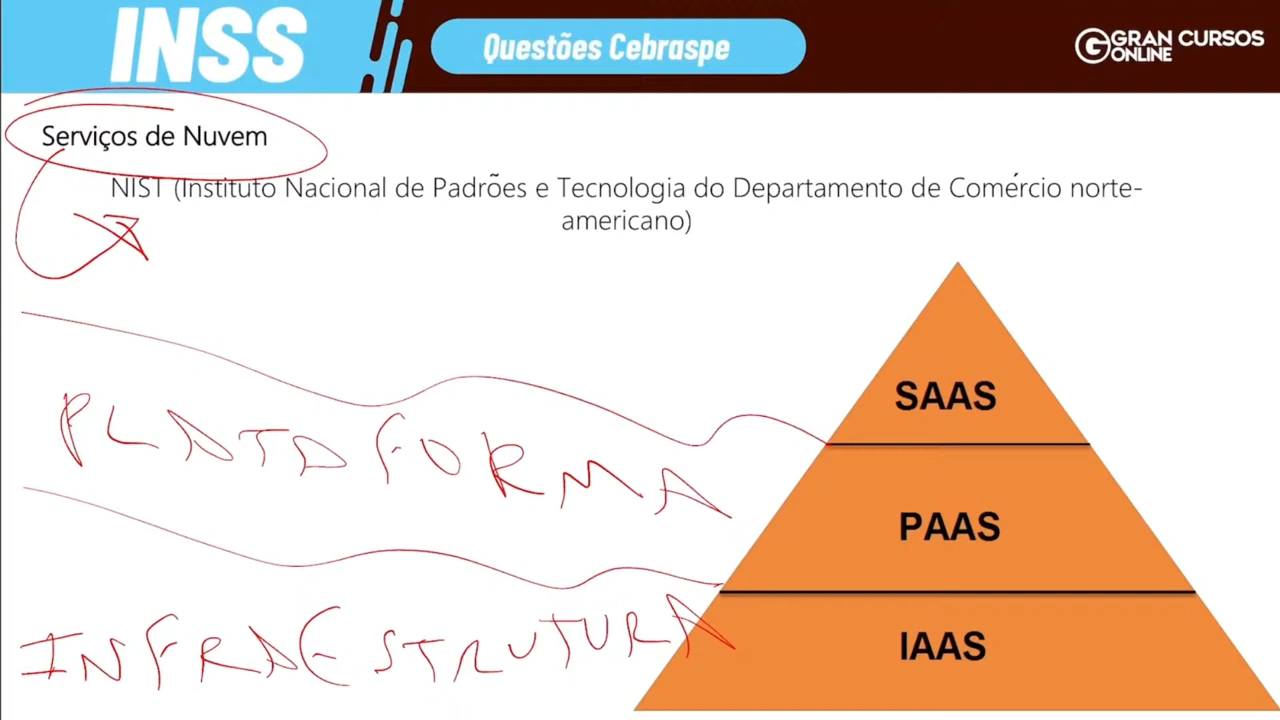 INSS
Questões Cebraspe
GRAN CURSOS
ONLINE
Serviços de Nuvem
NIST (Instituto Nacional de Padrões e Tecnologia do Departamento de Comércio norte-
americano)
SAAS
PLATAFORMA
PAAS
INFRAESTRUTURA
IAAS